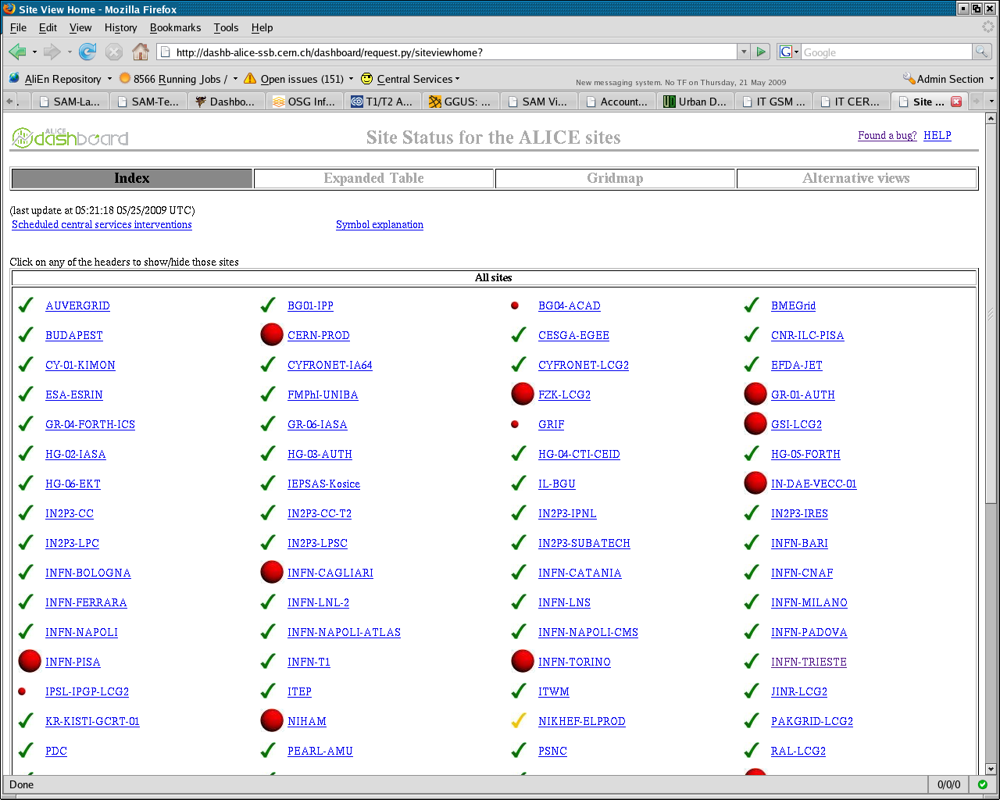 Site View Home - Mozilla Firefox
File Edit View History Bookmarks Tools Help
http://dashb-alice-ssb.cern.ch/dashboard/request.py/siteviewhome?
G Google
AliEn Repository 8566 Running Jobs / Open issues (151) Central Services New messaging system. No TF on Thursday, 21 May 2009 Admin Section
. SAM-La... SAM-Te... Dashbo... OSG Inf... T1/T2 A... GGUS: ... SAM Vi... Account... Urban D... IT GSM ... IT CER... Site ...
ALICE dashboard Site Status for the ALICE sites Found a bug? HELP
Index Expanded Table Gridmap Alternative views
(last update at 05:21:18 05/25/2009 UTC)
Scheduled central services interventions Symbol explanation
Click on any of the headers to show/hide those sites
All sites
AUVERGRID BG01-IPP BG04-ACAD BMEGrid
BUDAPEST CERN-PROD CESGA-EGEE CNR-ILC-PISA
CY-01-KIMON CYFRONET-IA64 CYFRONET-LCG2 EFDA-JET
ESA-ESRIN FMPhI-UNIBA FZK-LCG2 GR-01-AUTH
GR-04-FORTH-ICS GR-06-IASA GRIF GSI-LCG2
HG-02-IASA HG-03-AUTH HG-04-CTI-CEID HG-05-FORTH
HG-06-EKT IEPSAS-Kosice IL-BGU IN-DAE-VECC-01
IN2P3-CC IN2P3-CC-T2 IN2P3-IPNL IN2P3-IRES
IN2P3-LPC IN2P3-LPSC IN2P3-SUBATECH INFN-BARI
INFN-BOLOGNA INFN-CAGLIARI INFN-CATANIA INFN-CNAF
INFN-FERRARA INFN-LNL-2 INFN-LNS INFN-MILANO
INFN-NAPOLI INFN-NAPOLI-ATLAS INFN-NAPOLI-CMS INFN-PADOVA
INFN-PISA INFN-T1 INFN-TORINO INFN-TRIESTE
IPSL-IPGP-LCG2 ITEP ITWM JINR-LCG2
KR-KISTI-GCRT-01 NIHAM NIKHEF-ELPROD PAKGRID-LCG2
PDC PEARL-AMU PSNC RAL-LCG2
Done 0/0/0